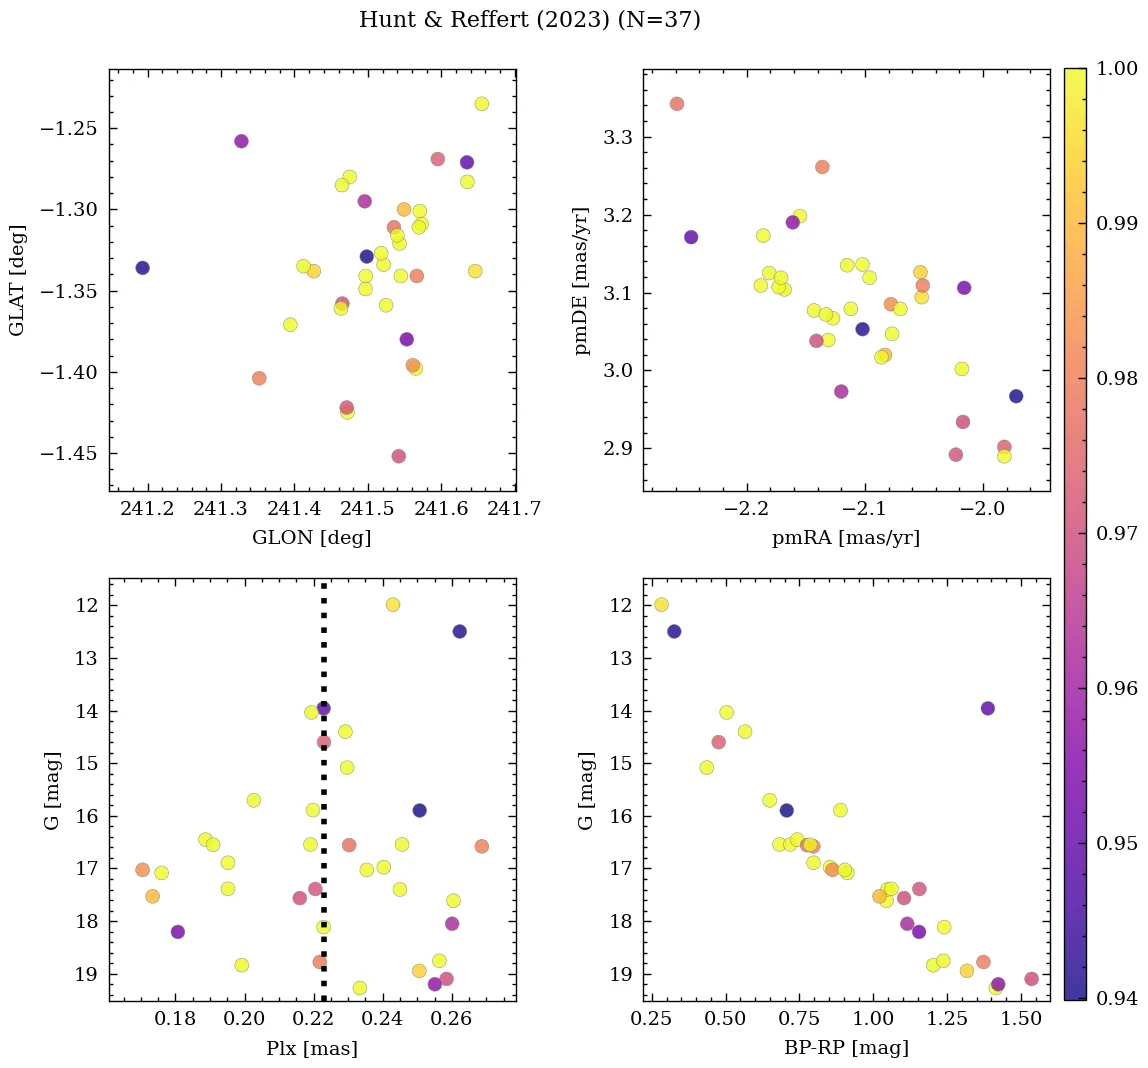 Hunt & Reffert (2023) (N=37)
−1.25
−1.30
−1.35
−1.40
−1.45
GLAT [deg]
241.2 241.3 241.4 241.5 241.6 241.7
GLON [deg]
3.3
3.2
3.1
3.0
2.9
pmDE [mas/yr]
−2.2 −2.1 −2.0
pmRA [mas/yr]
12
13
14
15
16
17
18
19
G [mag]
0.18 0.20 0.22 0.24 0.26
Plx [mas]
12
13
14
15
16
17
18
19
G [mag]
0.25 0.50 0.75 1.00 1.25 1.50
BP-RP [mag]
1.00
0.99
0.98
0.97
0.96
0.95
0.94